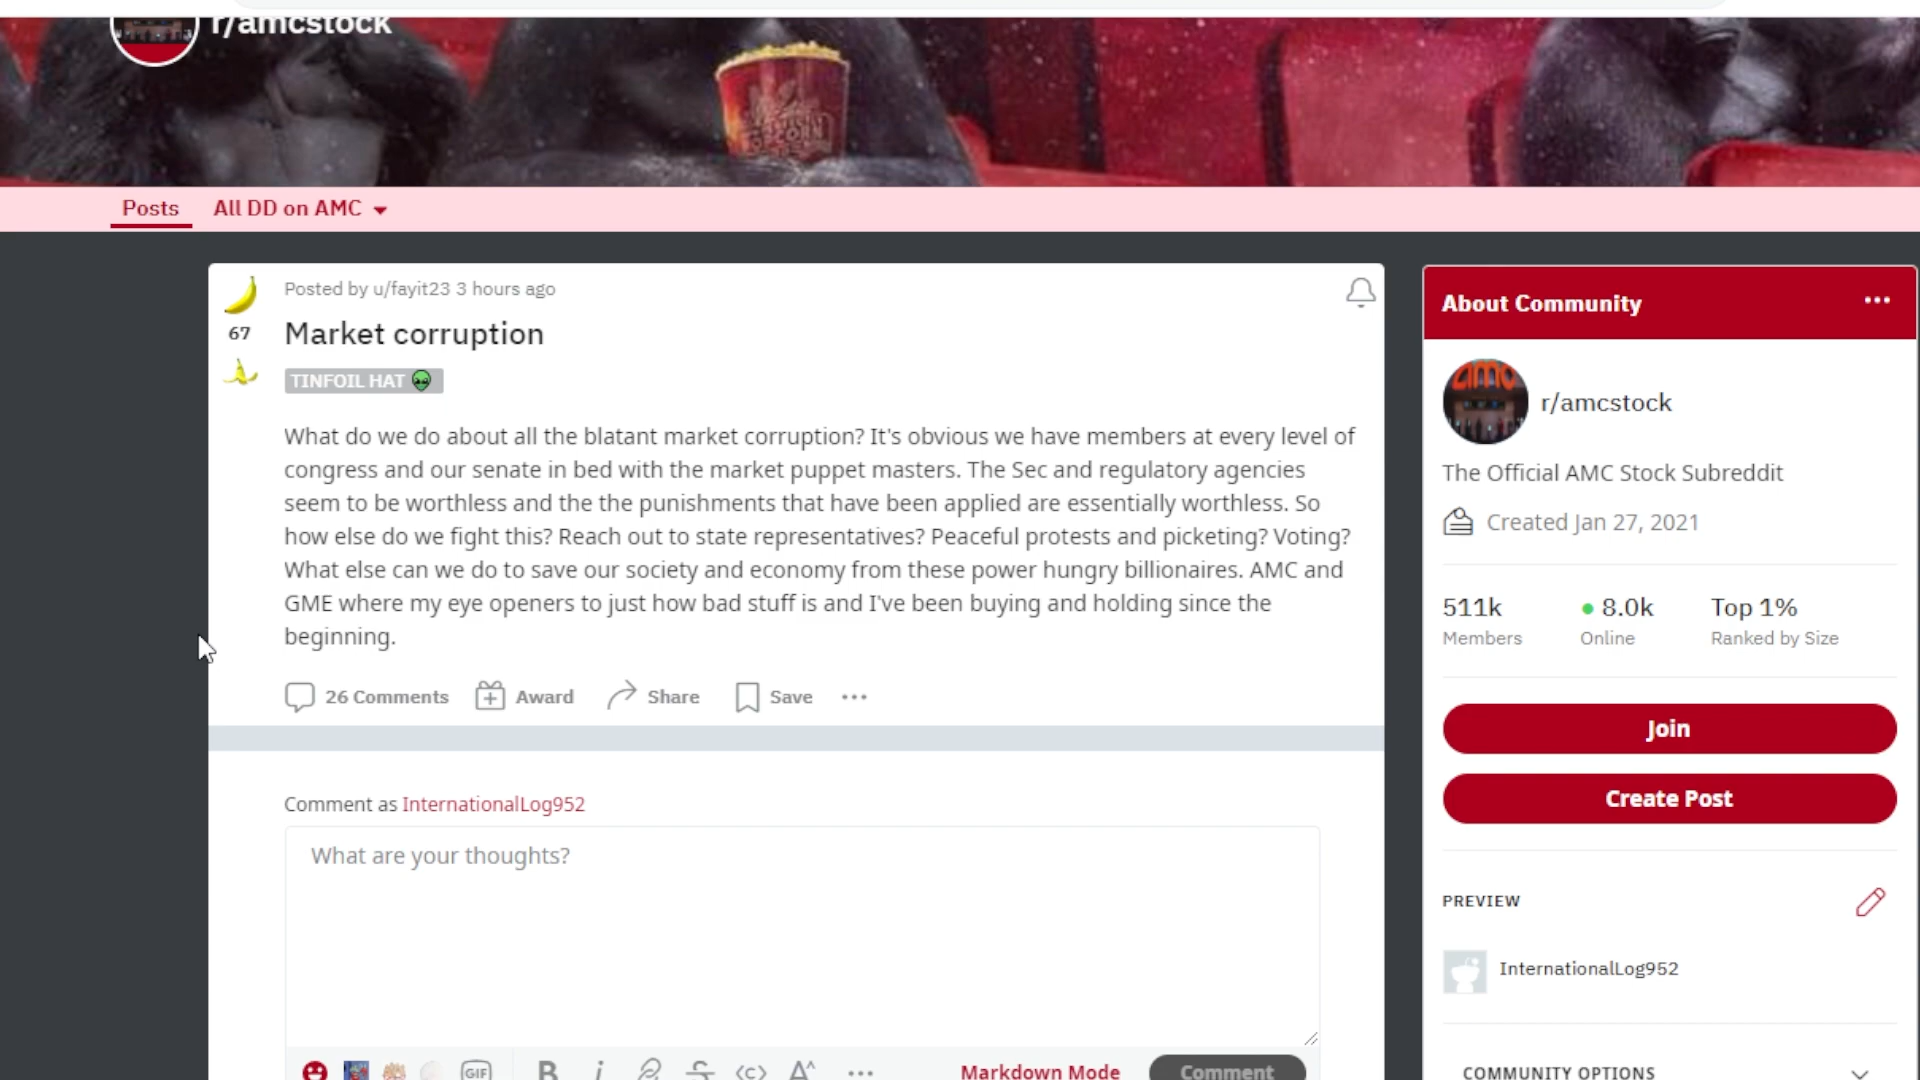 r/amcstock
Posts All DD on AMC
Posted by u/fayit23 3 hours ago
67
Market corruption
TINFOIL HAT
What do we do about all the blatant market corruption? It's obvious we have members at every level of
congress and our senate in bed with the market puppet masters. The Sec and regulatory agencies
seem to be worthless and the the punishments that have been applied are essentially worthless. So
how else do we fight this? Reach out to state representatives? Peaceful protests and picketing? Voting?
What else can we do to save our society and economy from these power hungry billionaires. AMC and
GME where my eye openers to just how bad stuff is and I've been buying and holding since the
beginning.
26 Comments Award Share Save
Comment as InternationalLog952
What are your thoughts?
GIF B i S <c> A^ Markdown Mode Comment
About Community
amc
r/amcstock
The Official AMC Stock Subreddit
Created Jan 27, 2021
511k 8.0k Top 1%
Members Online Ranked by Size
Join
Create Post
PREVIEW
InternationalLog952
COMMUNITY OPTIONS